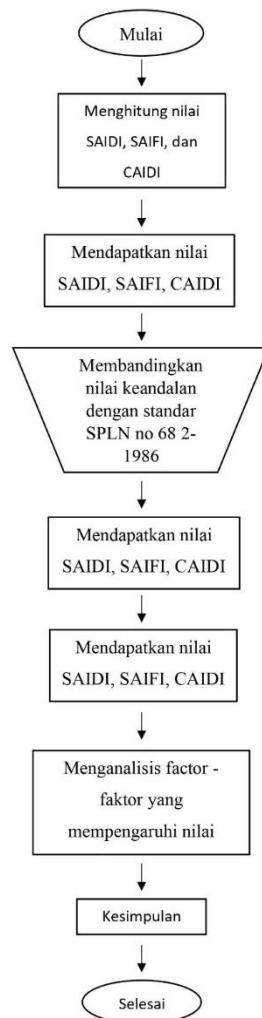 Mulai
Menghitung nilai
SAIDI, SAIFI, dan
CAIDI
Mendapatkan nilai
SAIDI, SAIFI, CAIDI
Membandingkan
nilai keandalan
dengan standar
SPLN no 68 2-
1986
Mendapatkan nilai
SAIDI, SAIFI, CAIDI
Mendapatkan nilai
SAIDI, SAIFI, CAIDI
Menganalisis factor -
faktor yang
mempengaruhi nilai
Kesimpulan
Selesai